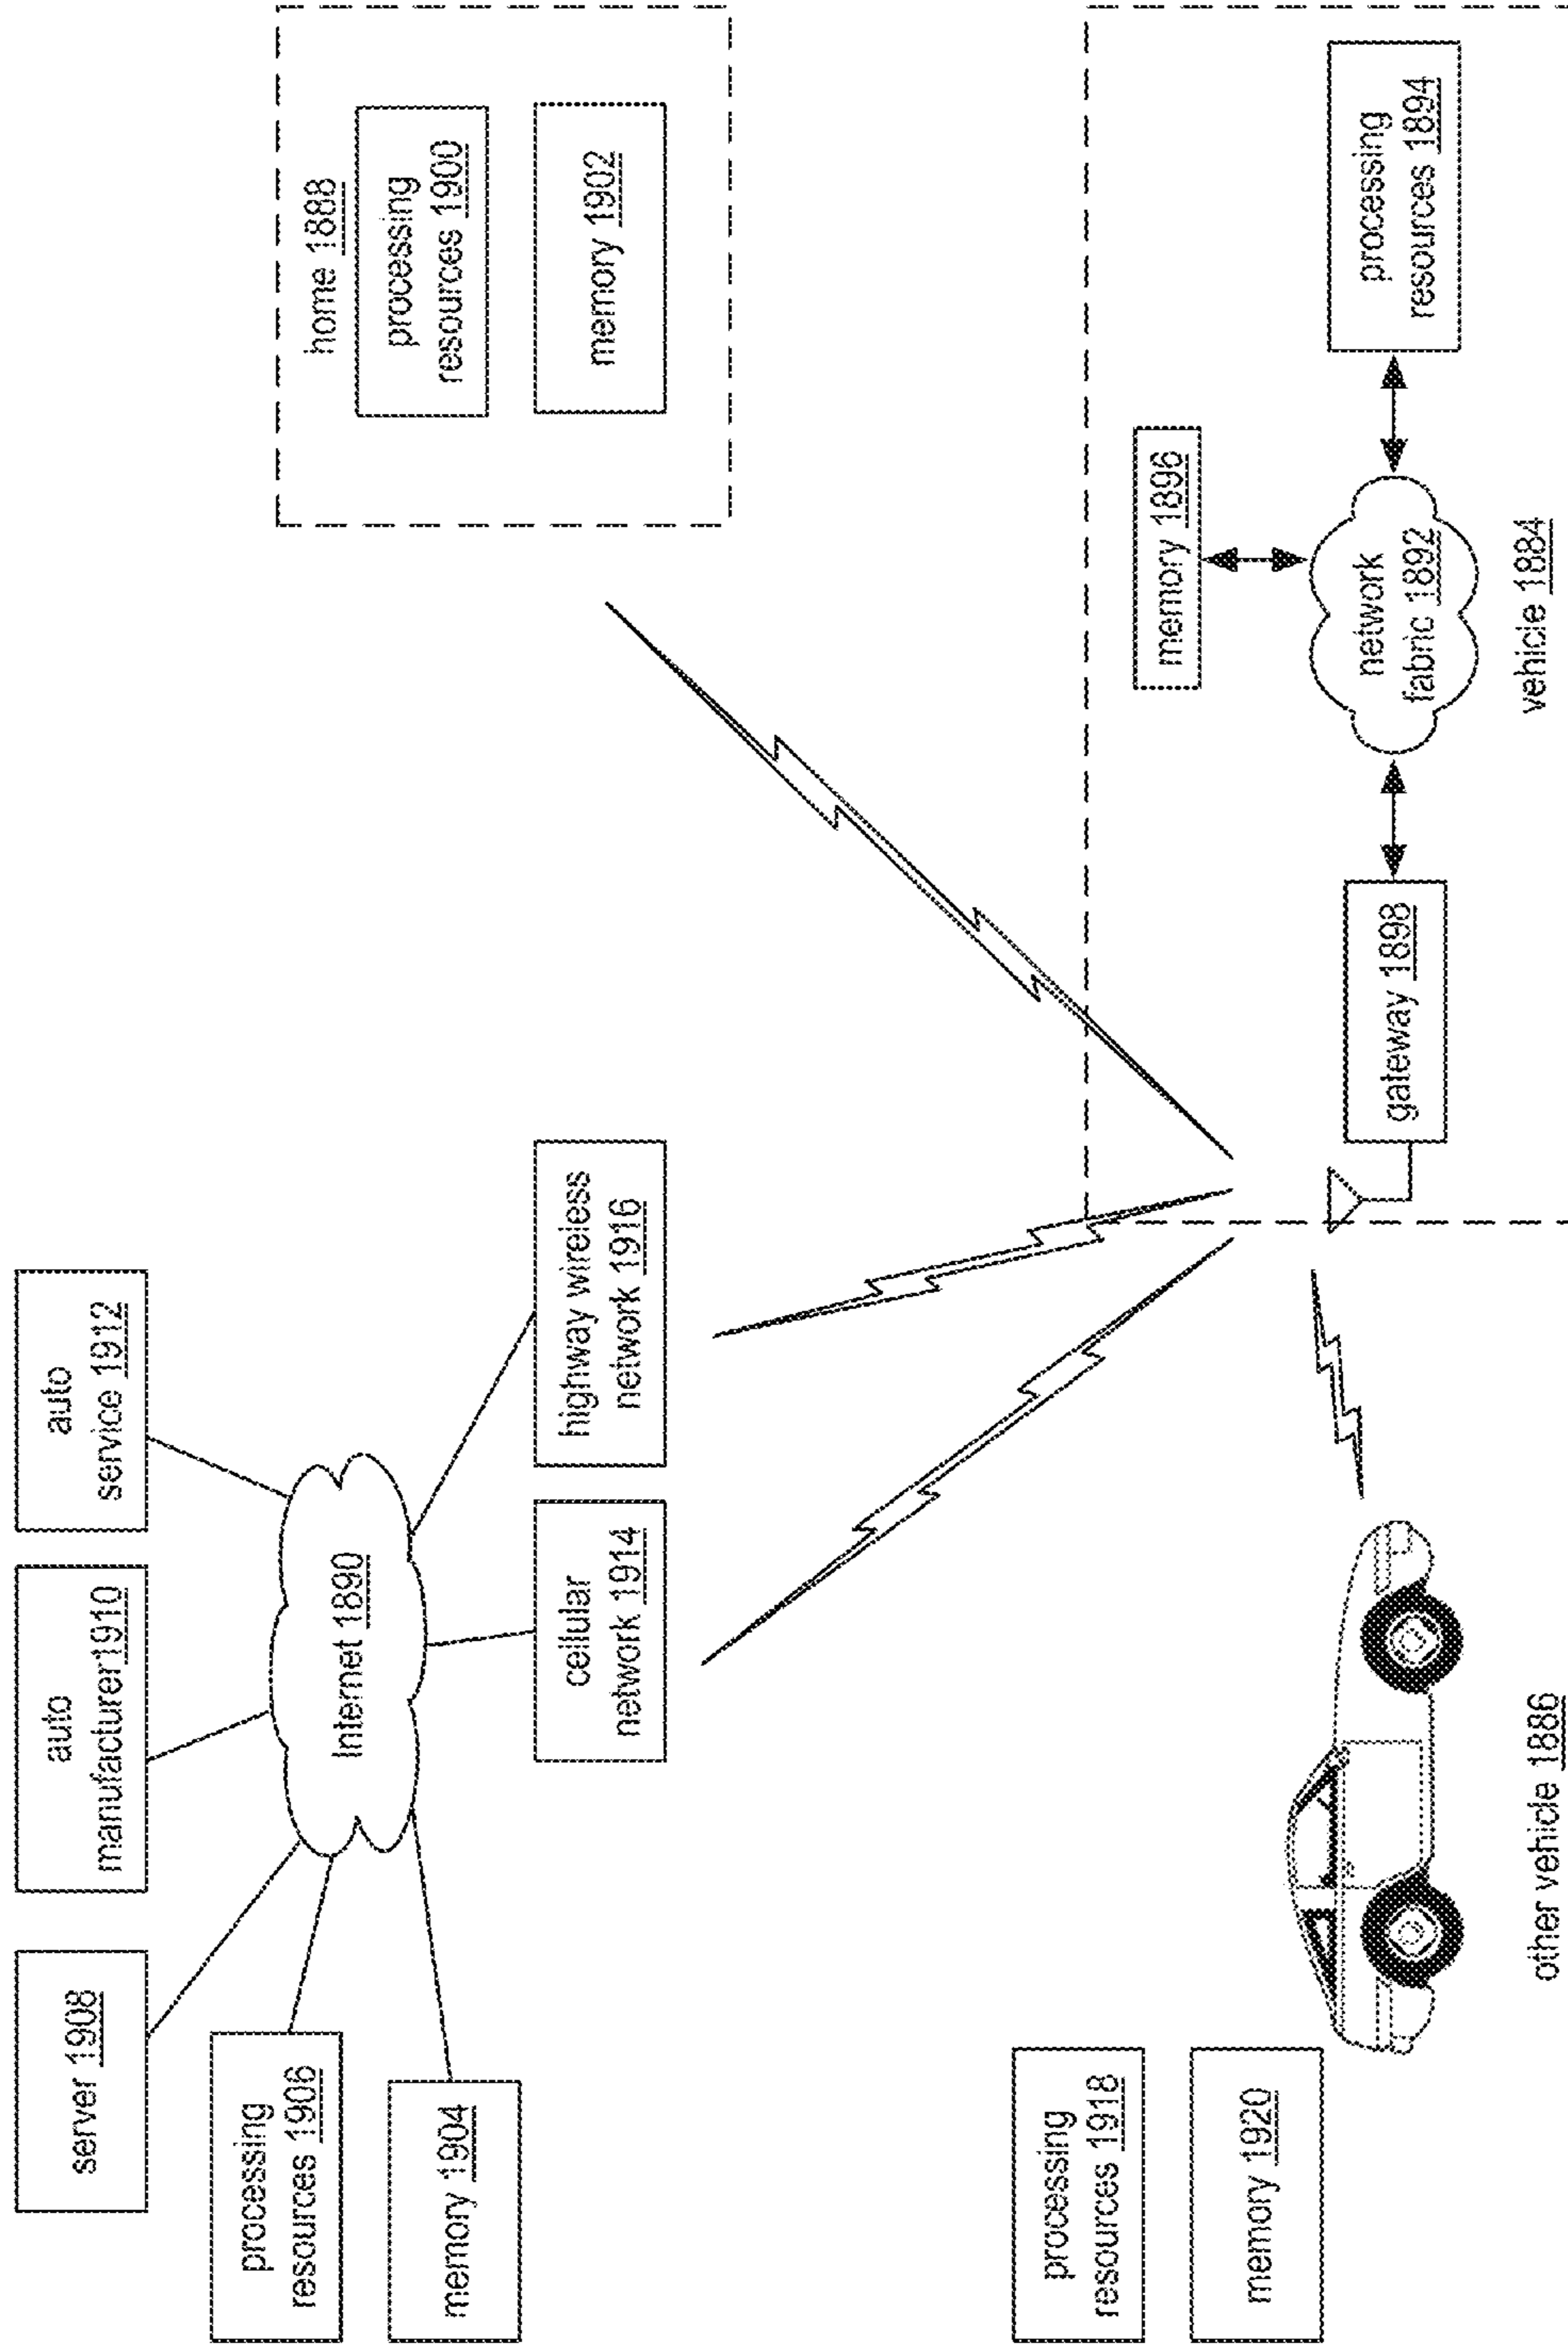 server 1908
auto
manufacturer1910
auto
service 1912
processing
resources 1906
memory 1904
Internet 1890
cellular
network 1914
highway wireless
network 1916
home 1888
processing
resources 1900
memory 1902
processing
resources 1918
memory 1920
other vehicle 1886
gateway 1898
network
fabric 1892
memory 1896
processing
resources 1894
vehicle 1884